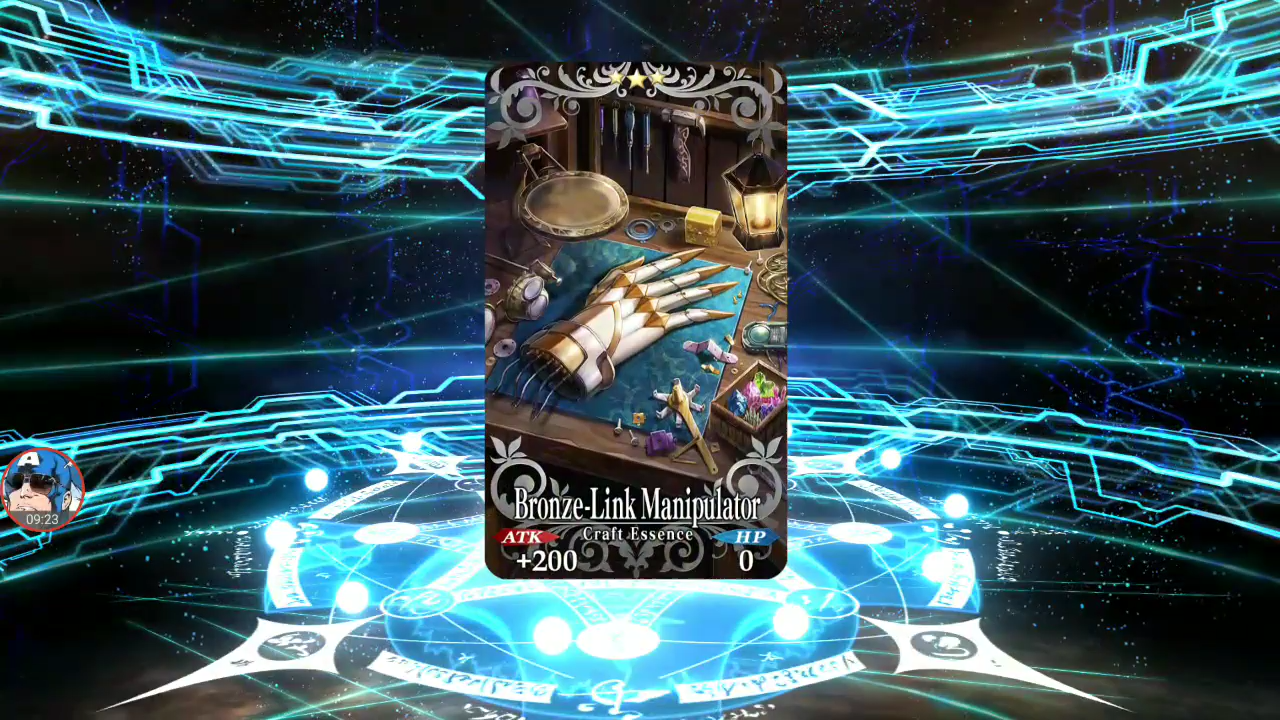 Bronze-Link Manipulator
Craft Essence
ATK
+200
HP
0
09:23
A